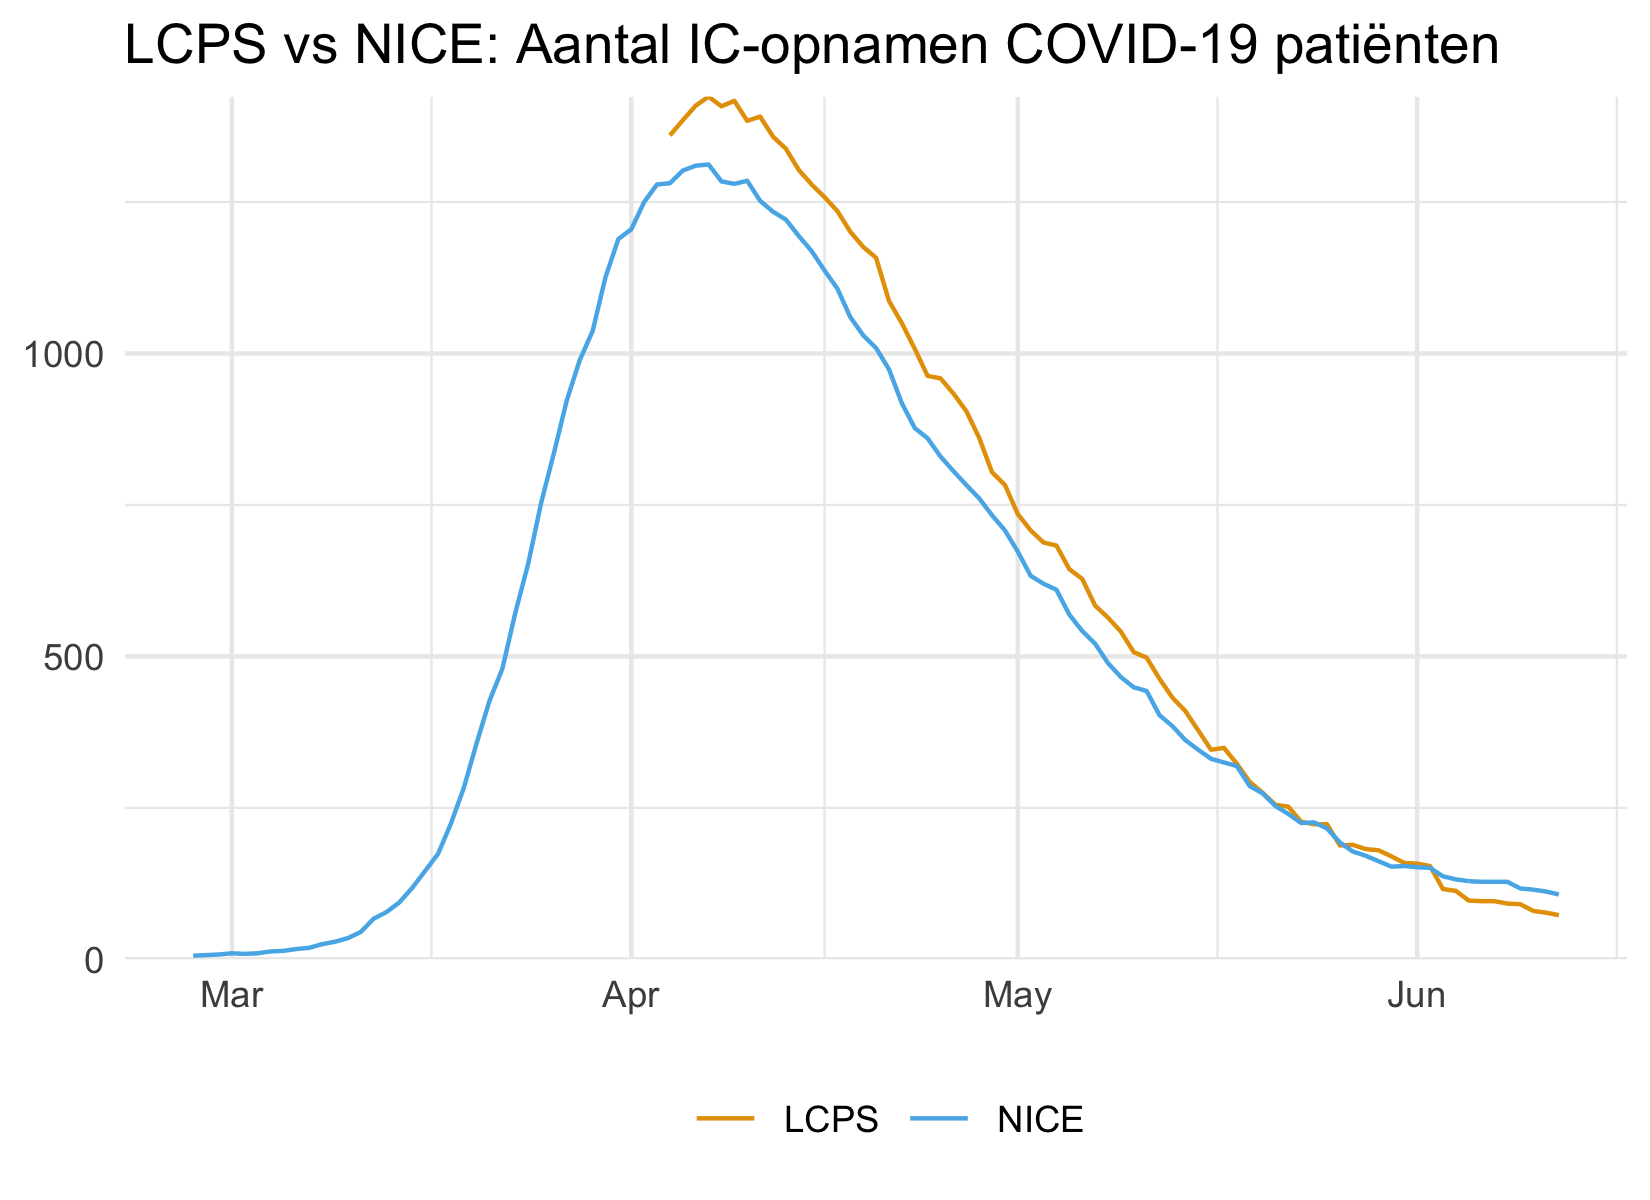 LCPS vs NICE: Aantal IC-opnamen COVID-19 patiënten
1000
500
0
Mar Apr May Jun
LCPS NICE